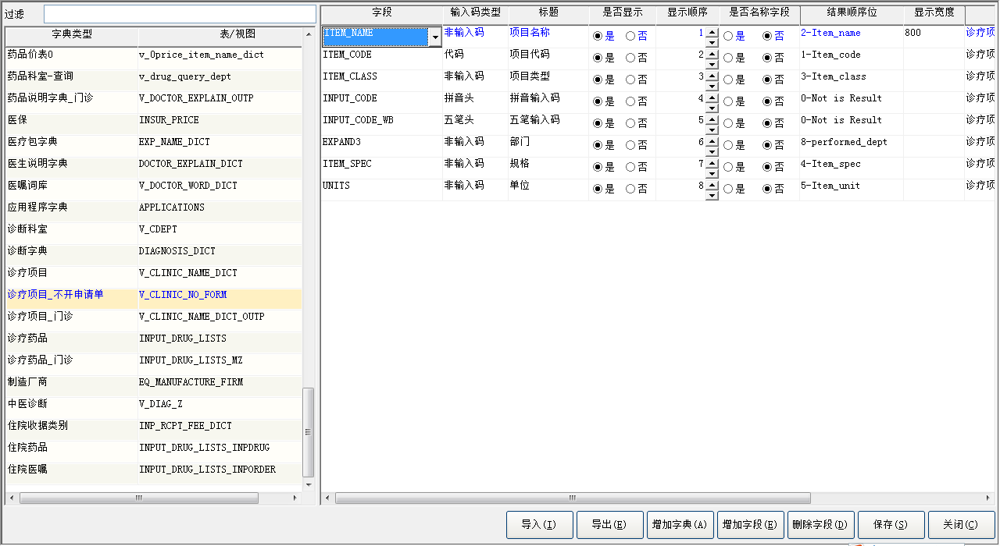 过滤
字典类型 表/视图
药品价表0 v_0price_item_name_dict
药品科室-查询 v_drug_query_dept
药品说明字典_门诊 V_DOCTOR_EXPLAIN_OUTP
医保 INSUR_PRICE
医疗包字典 EXP_NAME_DICT
医生说明字典 DOCTOR_EXPLAIN_DICT
医嘱词库 V_DOCTOR_WORD_DICT
应用程序字典 APPLICATIONS
诊断科室 V_CDEPT
诊断字典 DIAGNOSIS_DICT
诊疗项目 V_CLINIC_NAME_DICT
诊疗项目_不开申请单 V_CLINIC_NO_FORM
诊疗项目_门诊 V_CLINIC_NAME_DICT_OUTP
诊疗药品 INPUT_DRUG_LISTS
诊疗药品_门诊 INPUT_DRUG_LISTS_MZ
制造厂商 EQ_MANUFACTURE_FIRM
中医诊断 V_DIAG_Z
住院收据类别 INP_RCPT_FEE_DICT
住院药品 INPUT_DRUG_LISTS_INPDRUG
住院医嘱 INPUT_DRUG_LISTS_INPORDER
字段 输入码类型 标题 是否显示 显示顺序 是否名称字段 结果顺序位 显示宽度
ITEM_NAME 非输入码 项目名称 是 否 1 是 否 2-Item_name 800 诊疗项
ITEM_CODE 代码 项目代码 是 否 2 是 否 1-Item_code 诊疗项
ITEM_CLASS 非输入码 项目类型 是 否 3 是 否 3-Item_class 诊疗项
INPUT_CODE 拼音头 拼音输入码 是 否 4 是 否 0-Not is Result 诊疗项
INPUT_CODE_WB 五笔头 五笔输入码 是 否 5 是 否 0-Not is Result 诊疗项
EXPAND3 非输入码 部门 是 否 6 是 否 8-performed_dept 诊疗项
ITEM_SPEC 非输入码 规格 是 否 7 是 否 4-Item_spec 诊疗项
UNITS 非输入码 单位 是 否 8 是 否 5-Item_unit 诊疗项
导入(I) 导出(E) 增加字典(A) 增加字段(E) 删除字段(D) 保存(S) 关闭(C)